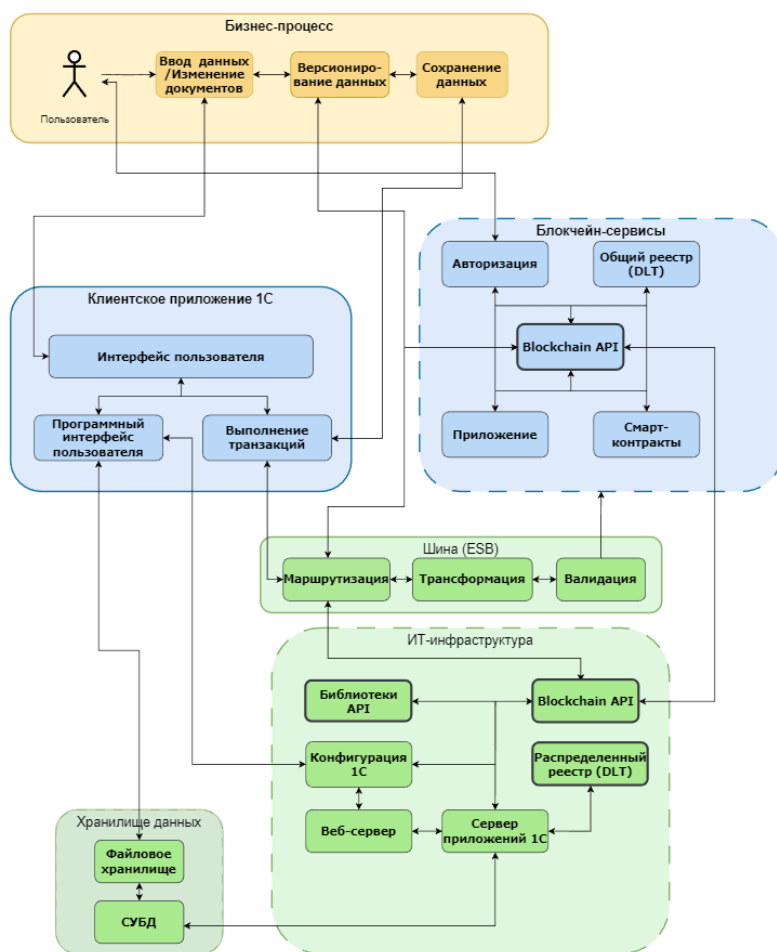 Бизнес-процесс
Ввод данных
/Изменение
документов
Версиониро-
вание данных
Сохранение
данных
Пользователь
Блокчейн-сервисы
Авторизация
Общий реестр
(DLT)
Blockchain API
Приложение
Смарт-
контракты
Клиентское приложение 1С
Интерфейс пользователя
Программный
интерфейс
пользователя
Выполнение
транзакций
Шина (ESB)
Маршрутизация
Трансформация
Валидация
ИТ-инфраструктура
Библиотеки
API
Blockchain API
Конфигурация
1С
Распределенный
реестр (DLT)
Веб-сервер
Сервер
приложений 1С
Хранилище данных
Файловое
хранилище
СУБД